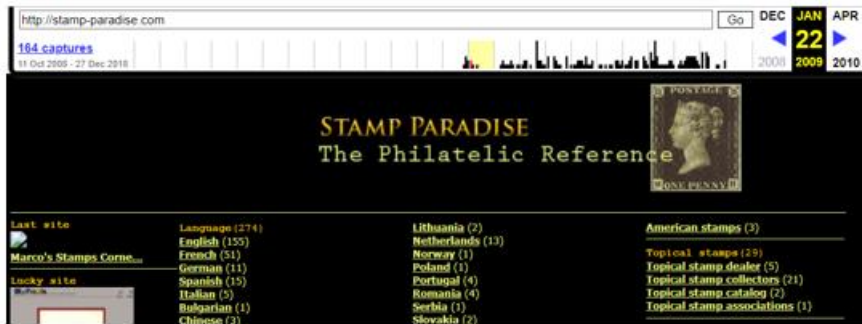 http://stamp-paradise.com Go DEC JAN APR
164 captures 22
11 Oct 2005 - 27 Dec 2018 2008 2009 2010
POSTAGE
STAMP PARADISE
The Philatelic Reference
ONE PENNY
Last site
Marco's Stamps Corne...
Lucky site
Language(274)
English (155)
French (51)
German (11)
Spanish (15)
Italian (5)
Bulgarian (1)
Chinese (3)
Lithuania (2)
Netherlands (13)
Norway (1)
Poland (1)
Portugal (4)
Romania (4)
Serbia (1)
Slovakia (2)
American stamps (3)
Topical stamps(29)
Topical stamp dealer (5)
Topical stamp collectors (21)
Topical stamp catalog (2)
Topical stamp associations (1)